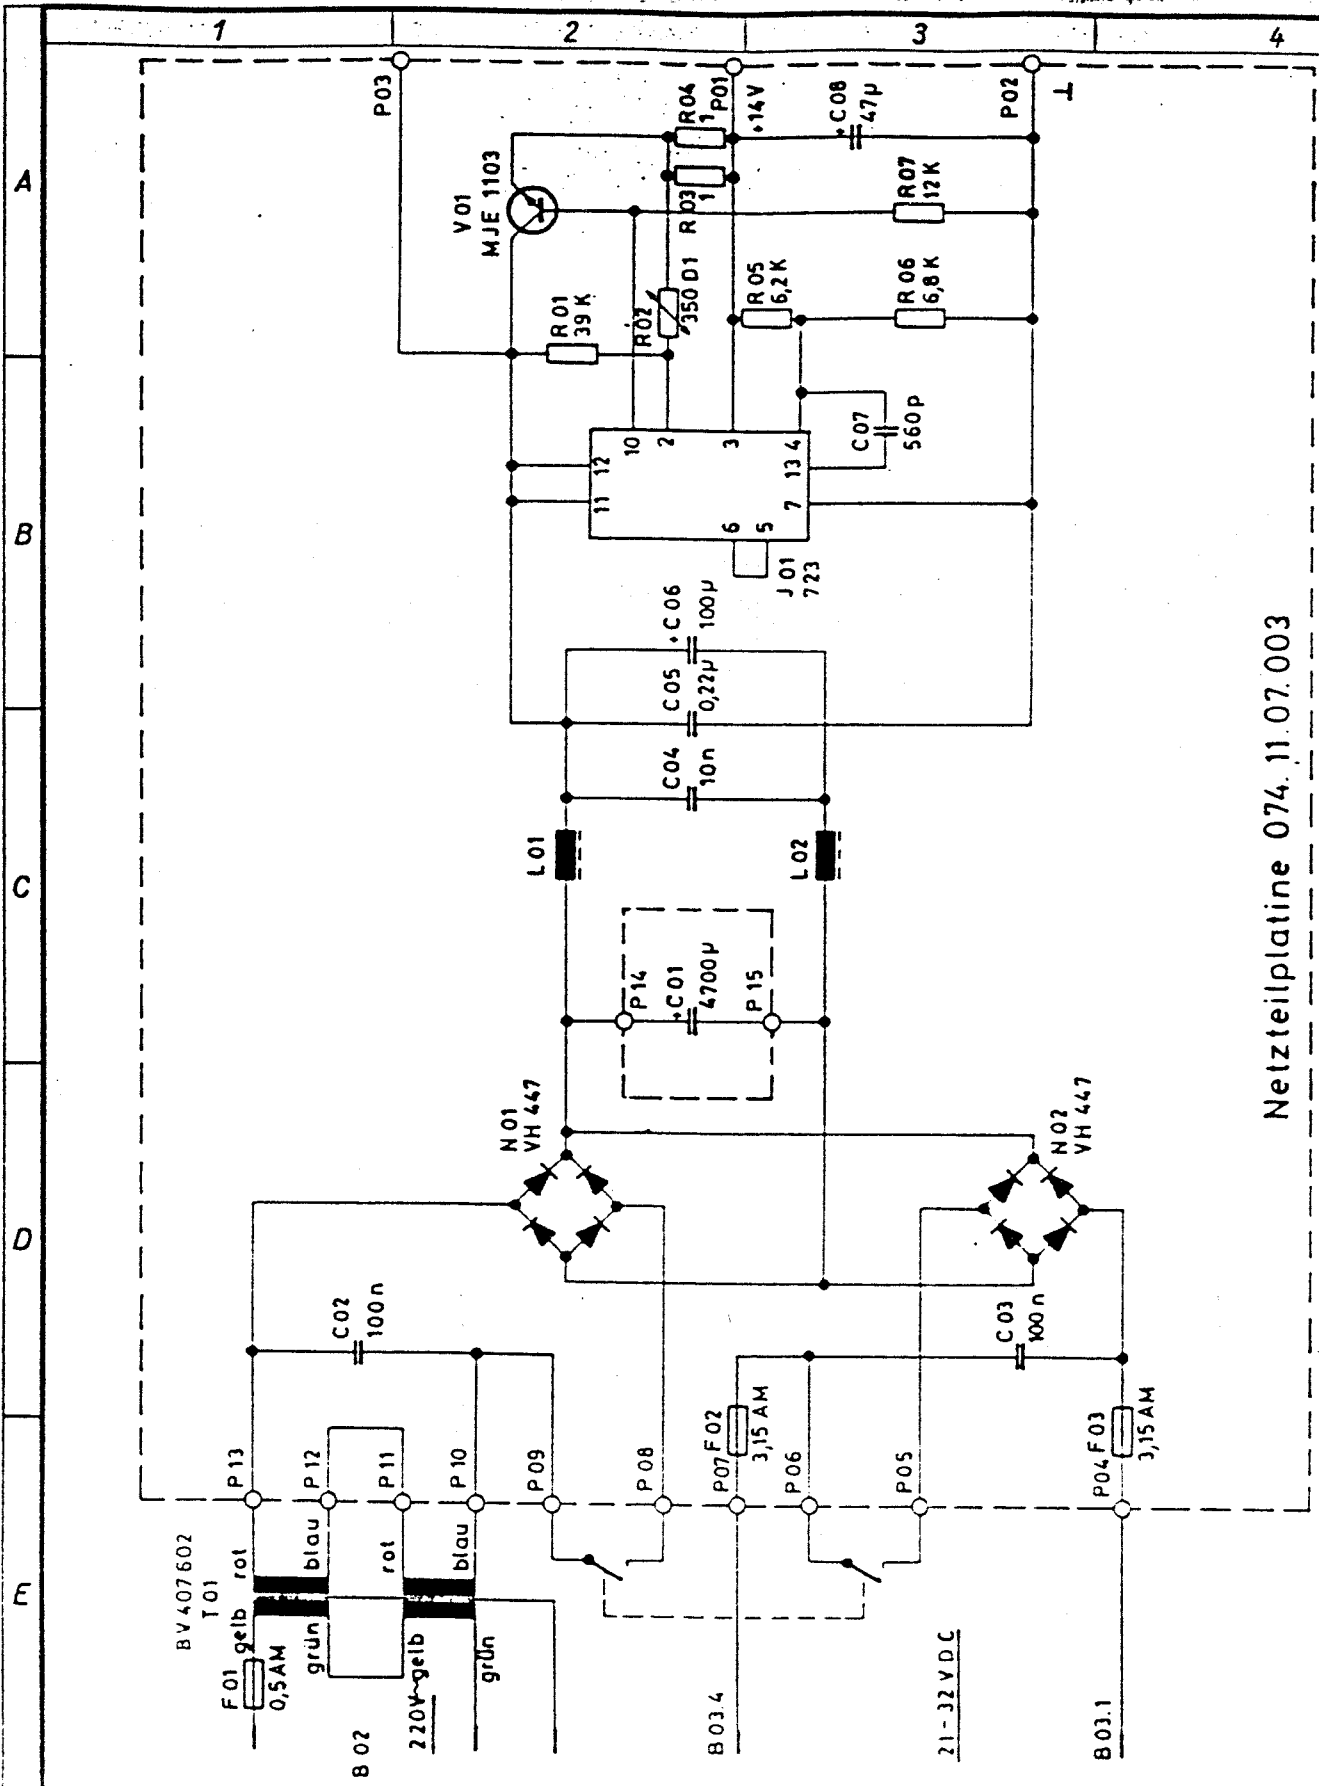 1
2
3
4
A
B
C
D
E
P03
P01
+14V
P02
⊥
R04
1
R03
1
+C08
47µ
V01
MJE 1103
R07
12K
R01
39K
R02
350 D1
R05
6,2K
R06
6,8K
12
11
10
2
3
4
13
7
6
5
C07
560p
J01
723
+C06
100µ
C05
0,22µ
C04
10n
L01
L02
P14
+C01
4700µ
P15
N01
VH 447
N02
VH 447
C02
100n
C03
100n
F02
3,15 AM
F03
3,15 AM
P13
P12
P11
P10
P09
P08
P07
P06
P05
P04
BV 407602
T01
rot
blau
rot
blau
gelb
grün
gelb
grün
F01
0,5AM
B02
220V~
B03.4
21-32 VDC
B03.1
Netzteilplatine 074.11.07.003